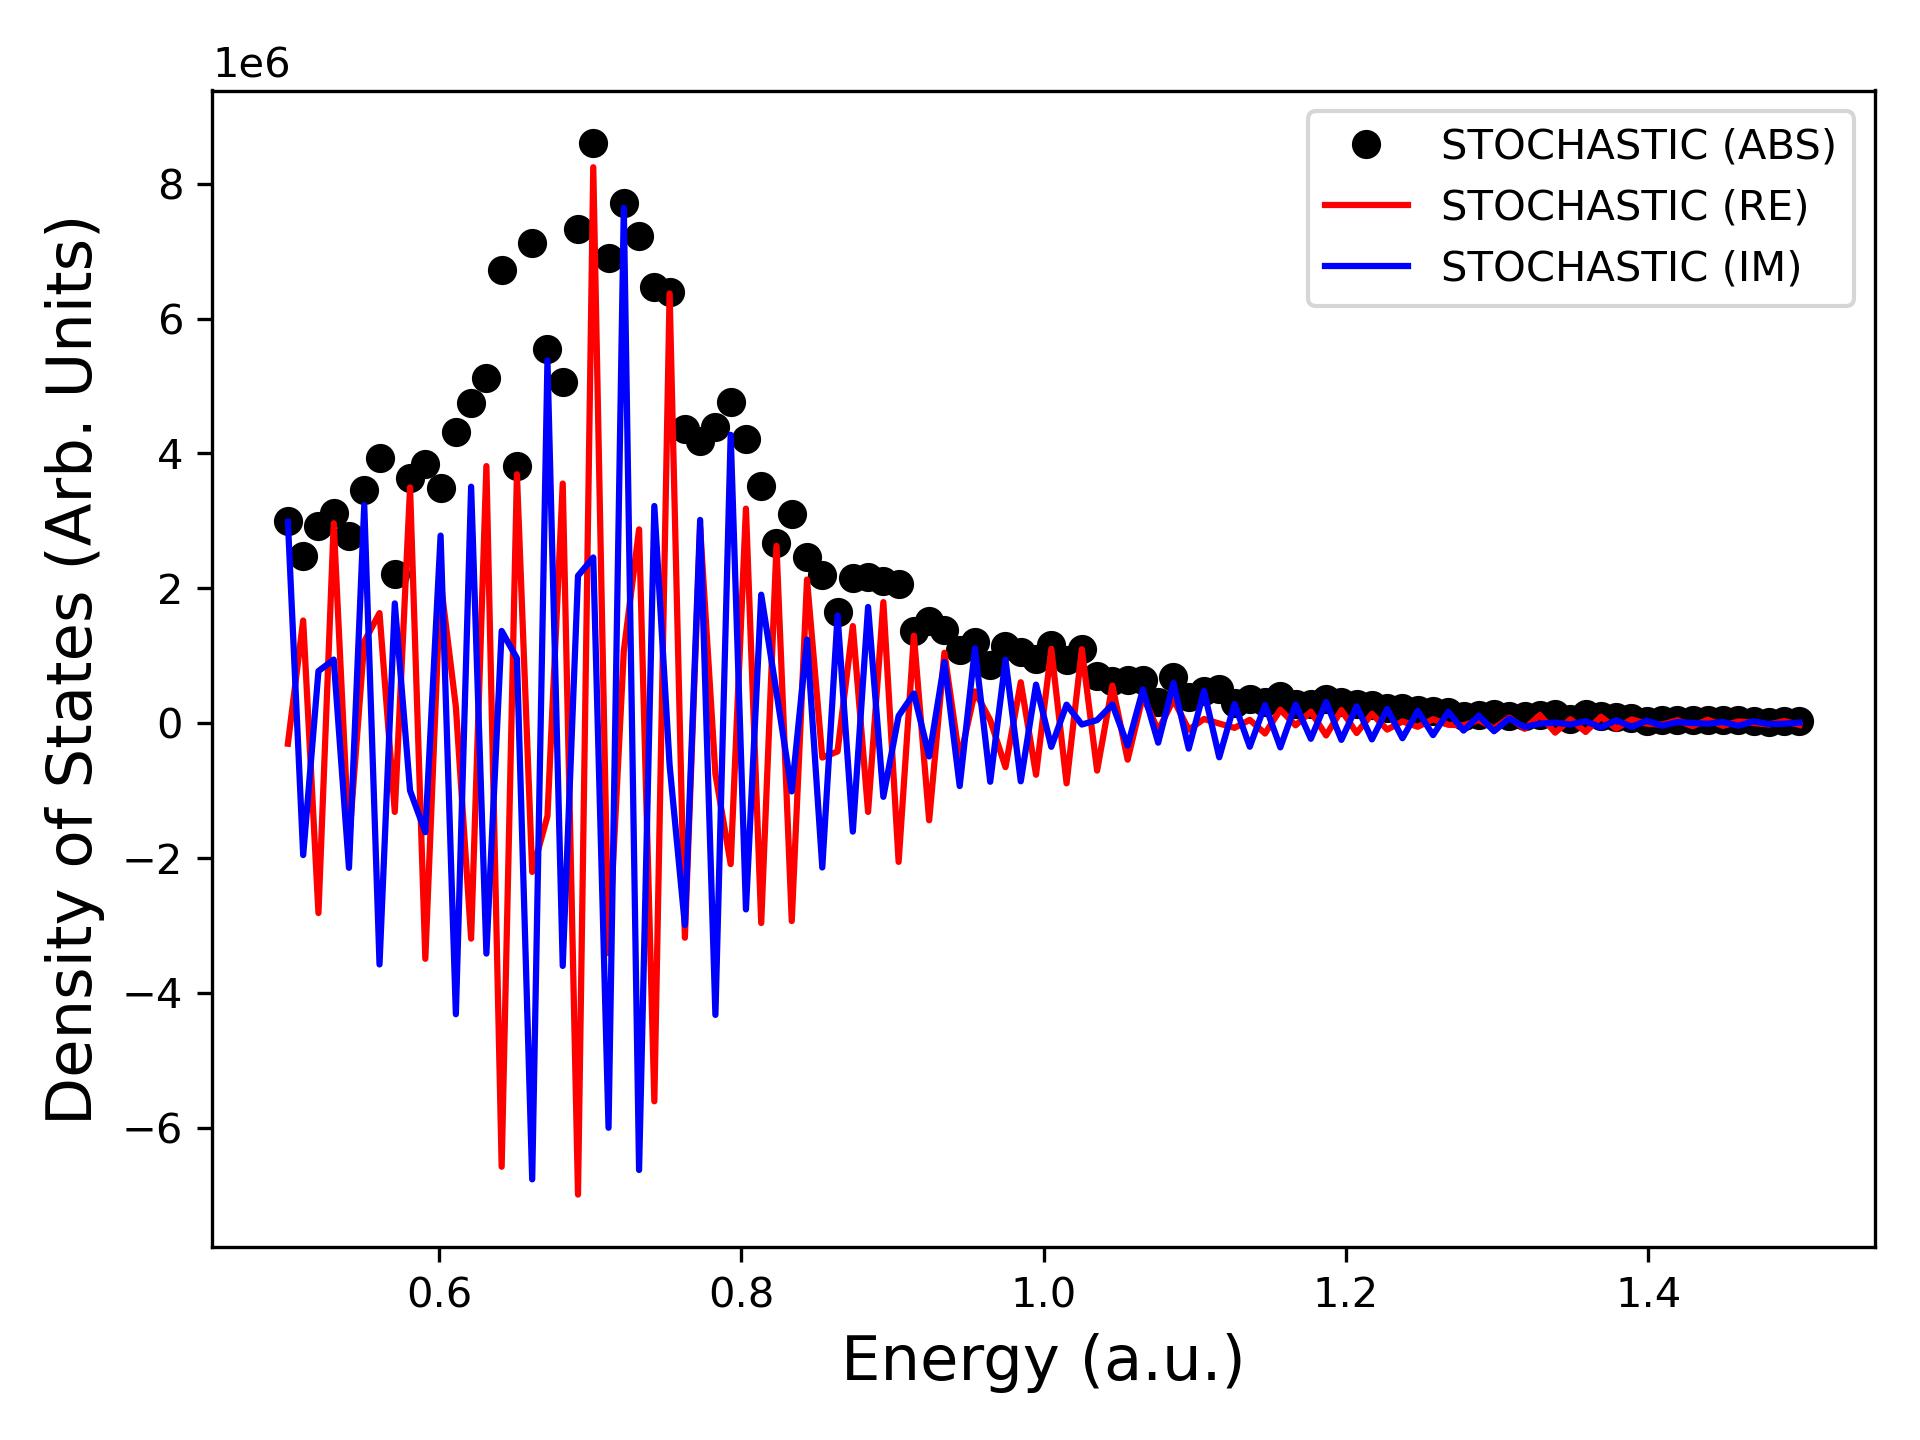 1e6
STOCHASTIC (ABS)
STOCHASTIC (RE)
STOCHASTIC (IM)
Density of States (Arb. Units)
8
6
4
2
0
−2
−4
−6
0.6 0.8 1.0 1.2 1.4
Energy (a.u.)